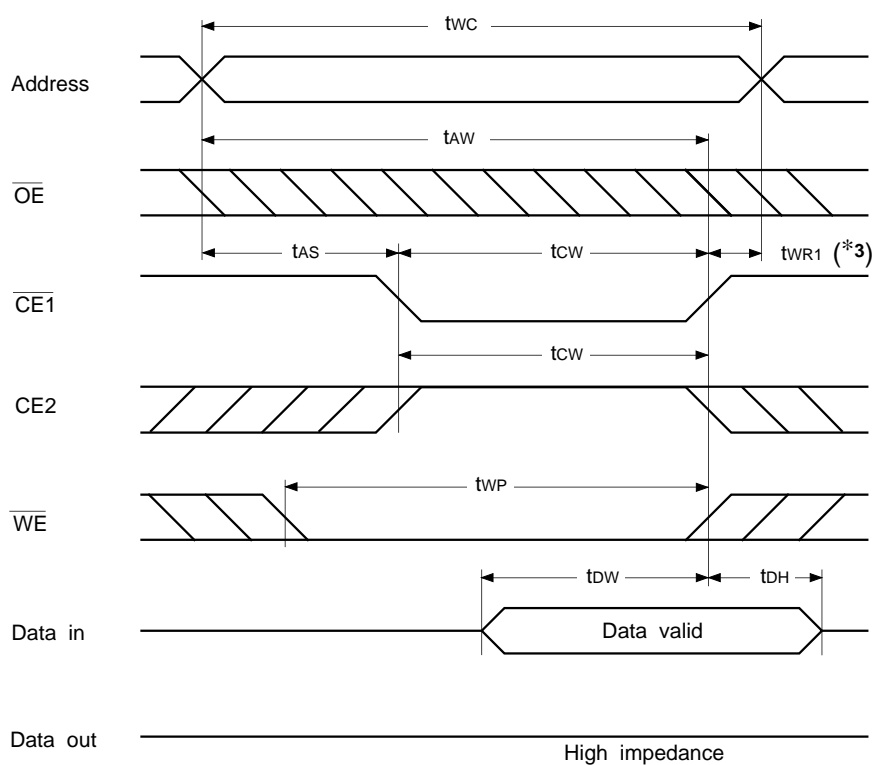 tWC
Address
tAW
OE
tAS tCW tWR1 (*3)
CE1
tCW
CE2
tWP
WE
tDW tDH
Data in Data valid
Data out
High impedance